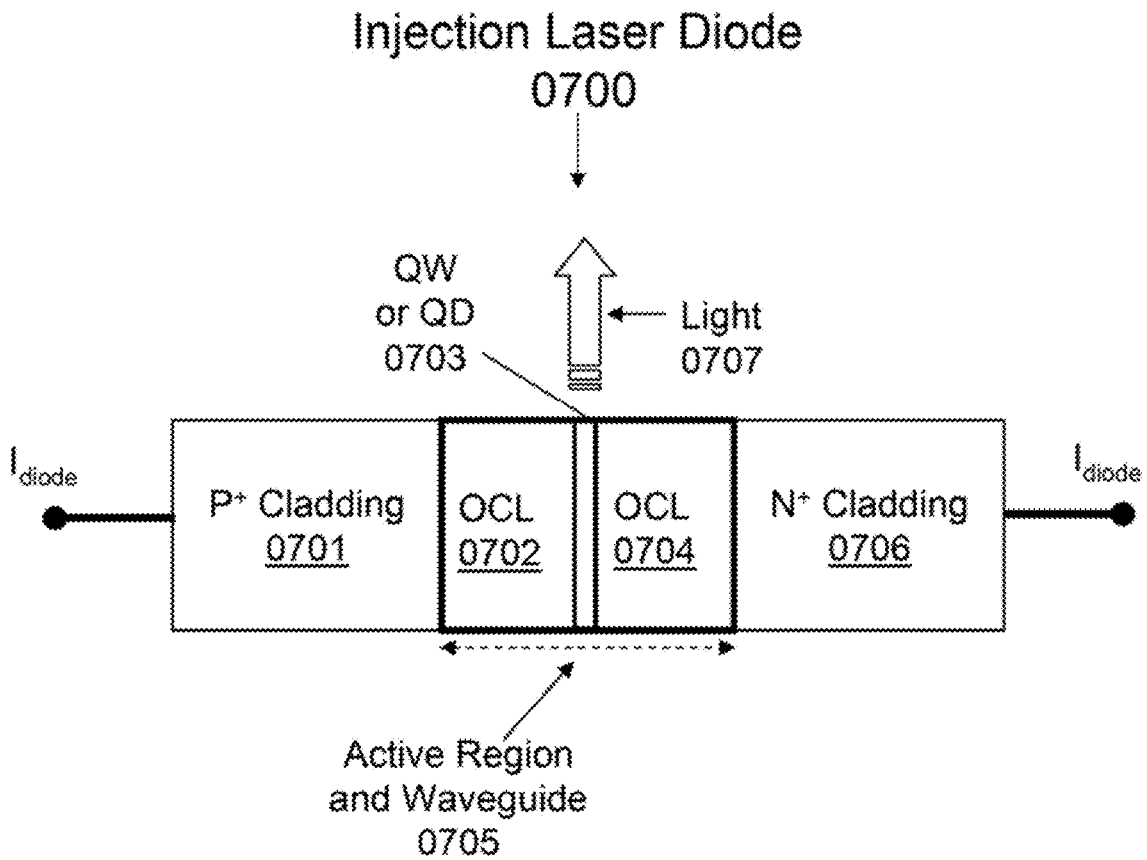 Injection Laser Diode
0700
QW
or QD
0703
Light
0707
I_diode
P⁺ Cladding
0701
OCL
0702
OCL
0704
N⁺ Cladding
0706
I_diode
Active Region
and Waveguide
0705